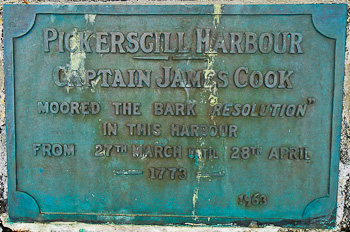 PICKERSGILL HARBOUR
CAPTAIN JAMES COOK
MOORED THE BARK "RESOLUTION"
IN THIS HARBOUR
FROM 27TH MARCH UNTIL 28TH APRIL
1773
1963